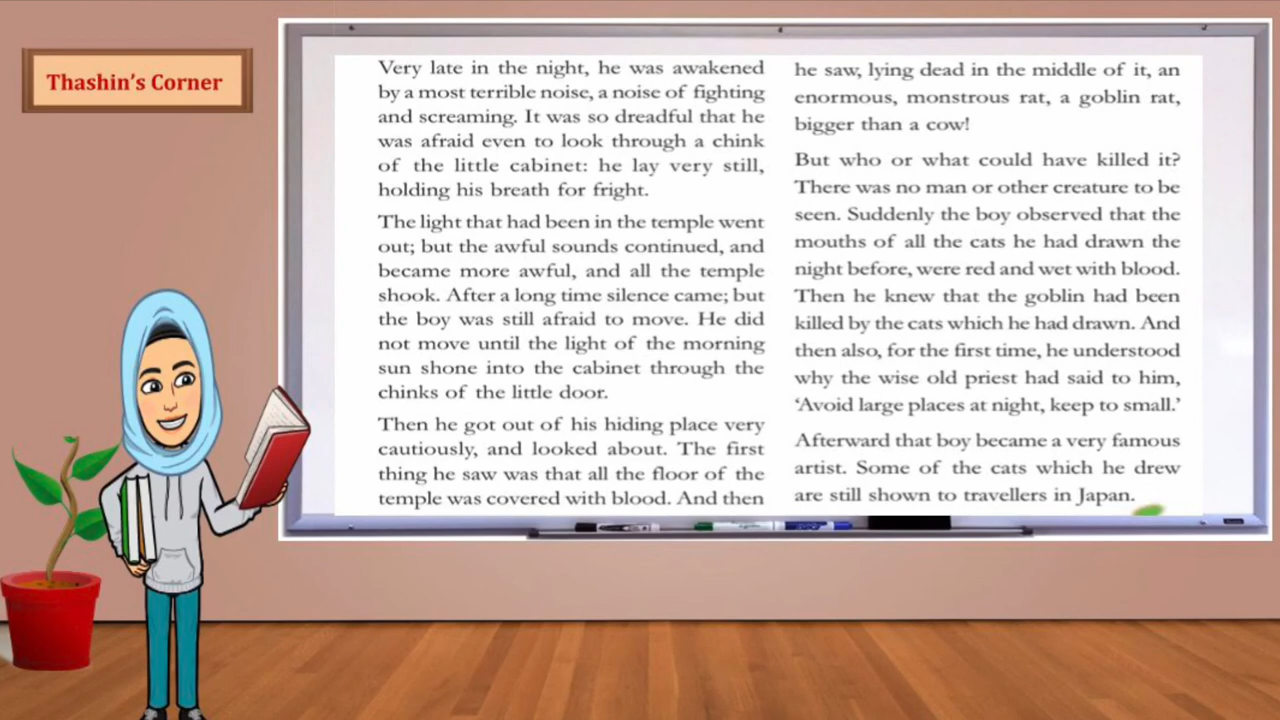 Thashin's Corner
Very late in the night, he was awakened
by a most terrible noise, a noise of fighting
and screaming. It was so dreadful that he
was afraid even to look through a chink
of the little cabinet: he lay very still,
holding his breath for fright.
The light that had been in the temple went
out; but the awful sounds continued, and
became more awful, and all the temple
shook. After a long time silence came; but
the boy was still afraid to move. He did
not move until the light of the morning
sun shone into the cabinet through the
chinks of the little door.
Then he got out of his hiding place very
cautiously, and looked about. The first
thing he saw was that all the floor of the
temple was covered with blood. And then
he saw, lying dead in the middle of it, an
enormous, monstrous rat, a goblin rat,
bigger than a cow!
But who or what could have killed it?
There was no man or other creature to be
seen. Suddenly the boy observed that the
mouths of all the cats he had drawn the
night before, were red and wet with blood.
Then he knew that the goblin had been
killed by the cats which he had drawn. And
then also, for the first time, he understood
why the wise old priest had said to him,
‘Avoid large places at night, keep to small.’
Afterward that boy became a very famous
artist. Some of the cats which he drew
are still shown to travellers in Japan.